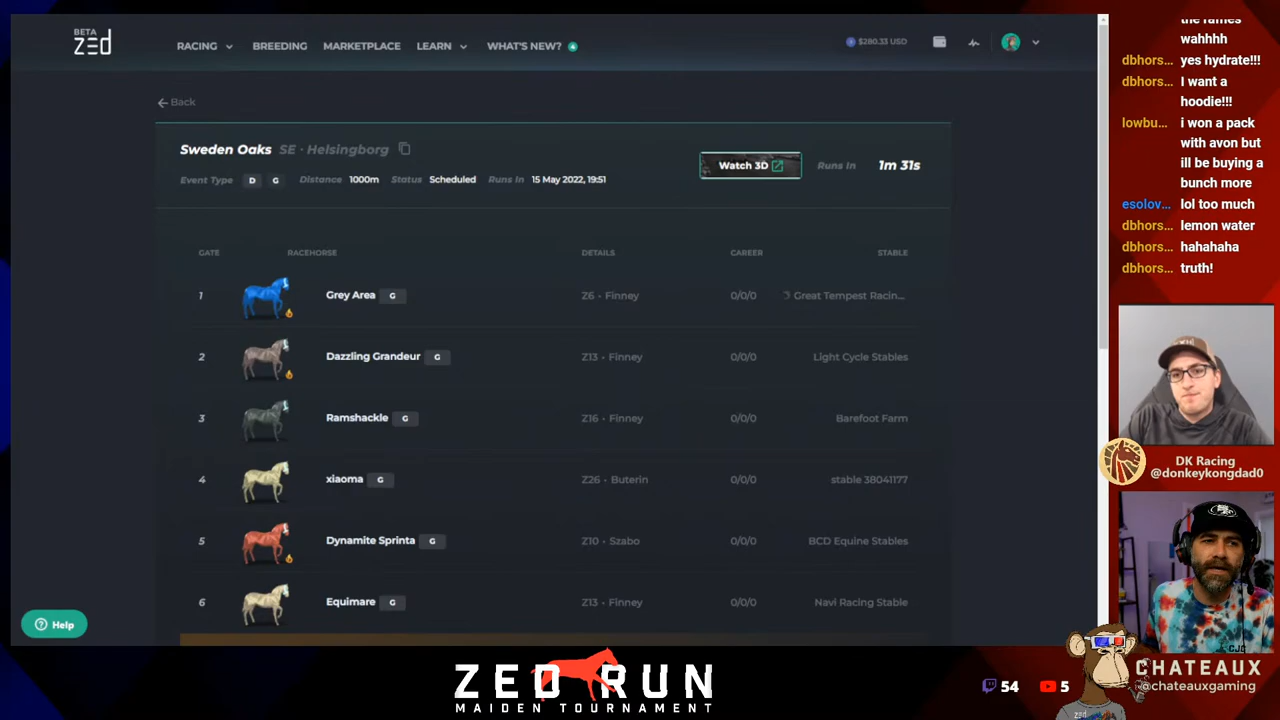 BETA
zed
RACING
BREEDING
MARKETPLACE
LEARN
WHAT'S NEW?
$280.33 USD
Back
Sweden Oaks SE · Helsingborg
Watch 3D
Runs In 1m 31s
Event Type D G Distance 1000m Status Scheduled Runs In 15 May 2022, 19:51
GATE RACEHORSE DETAILS CAREER STABLE
1 Grey Area G Z6 · Finney 0/0/0 Great Tempest Racin...
2 Dazzling Grandeur G Z13 · Finney 0/0/0 Light Cycle Stables
3 Ramshackle G Z16 · Finney 0/0/0 Barefoot Farm
4 xiaoma G Z26 · Buterin 0/0/0 stable 38041177
5 Dynamite Sprinta G Z10 · Szabo 0/0/0 BCD Equine Stables
6 Equimare G Z13 · Finney 0/0/0 Navi Racing Stable
? Help
wahhhh
dbhors... yes hydrate!!!
dbhors... I want a
hoodie!!!
lowbu... i won a pack
with avon but
ill be buying a
bunch more
esolov... lol too much
dbhors... lemon water
dbhors... hahahaha
dbhors... truth!
DK Racing
@donkeykongdad0
ZED RUN
MAIDEN TOURNAMENT
54
5
CHATEAUX
@chateauxgaming